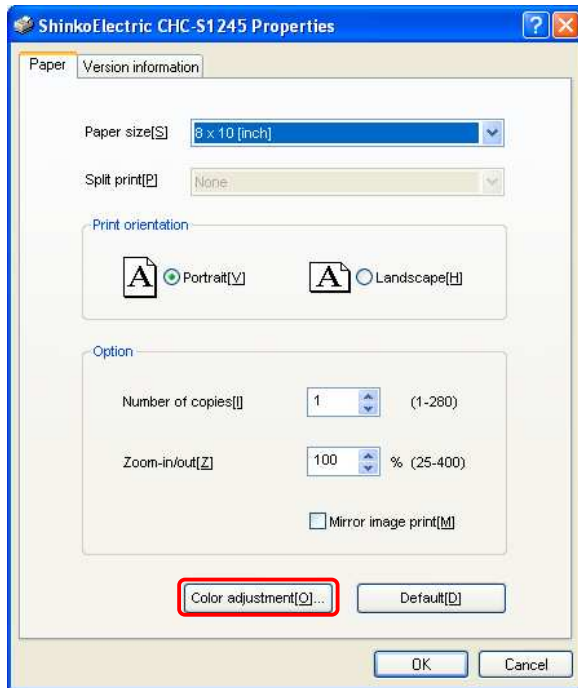 ShinkoElectric CHC-S1245 Properties
Paper
Version information
Paper size[S]
8 x 10 [inch]
Split print[P]
None
Print orientation
A
Portrait[V]
A
Landscape[H]
Option
Number of copies[I]
1
(1-280)
Zoom-in/out[Z]
100
% (25-400)
Mirror image print[M]
Color adjustment[O]...
Default[D]
OK
Cancel